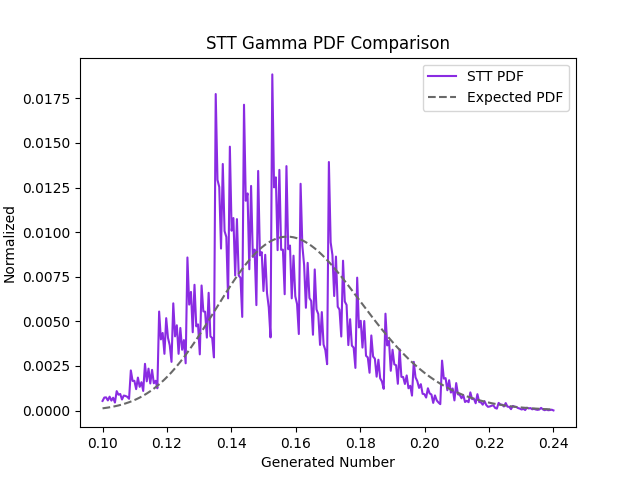 STT Gamma PDF Comparison
STT PDF
Expected PDF
Normalized
0.0175
0.0150
0.0125
0.0100
0.0075
0.0050
0.0025
0.0000
0.10 0.12 0.14 0.16 0.18 0.20 0.22 0.24
Generated Number